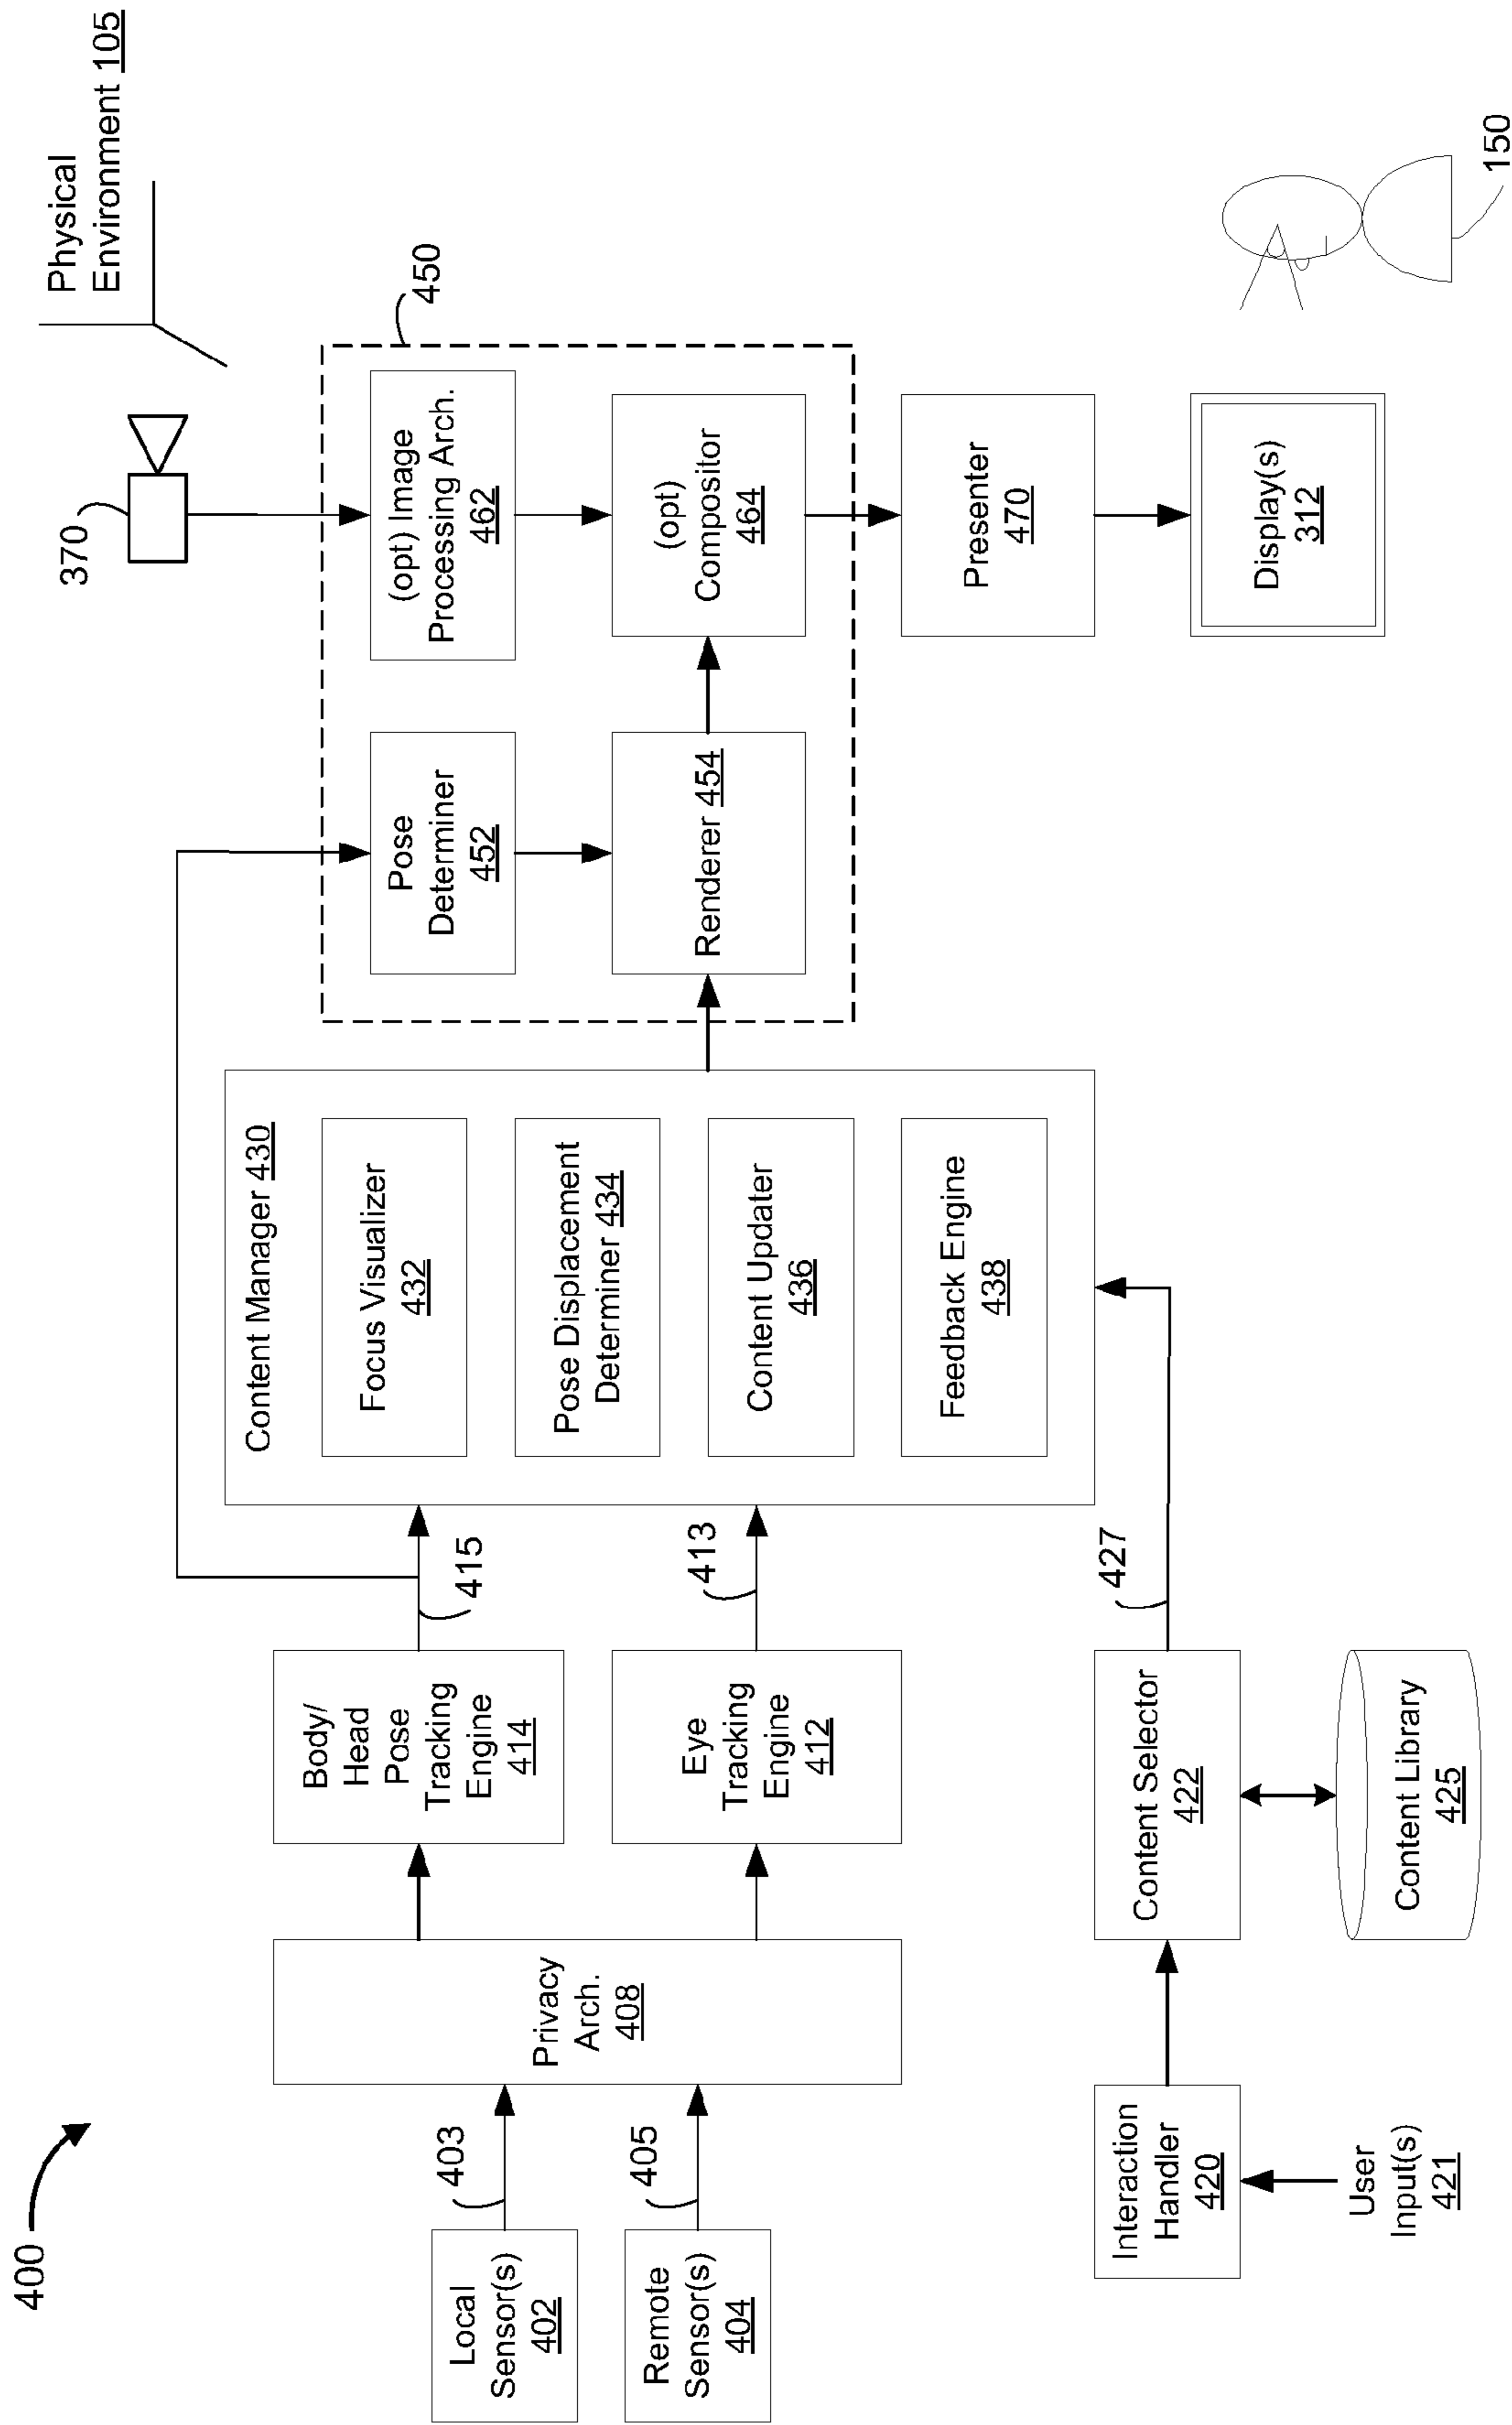 400
Physical
Environment 105
370
450
(opt) Image
Processing Arch.
462
(opt)
Compositor
464
Pose
Determiner
452
Renderer 454
Presenter
470
Display(s)
312
150
Content Manager 430
Focus Visualizer
432
Pose Displacement
Determiner 434
Content Updater
436
Feedback Engine
438
415
413
427
Body/
Head
Pose
Tracking
Engine
414
Eye
Tracking
Engine
412
Privacy
Arch.
408
403
405
Local
Sensor(s)
402
Remote
Sensor(s)
404
Content Selector
422
Content Library
425
Interaction
Handler
420
User
Input(s)
421